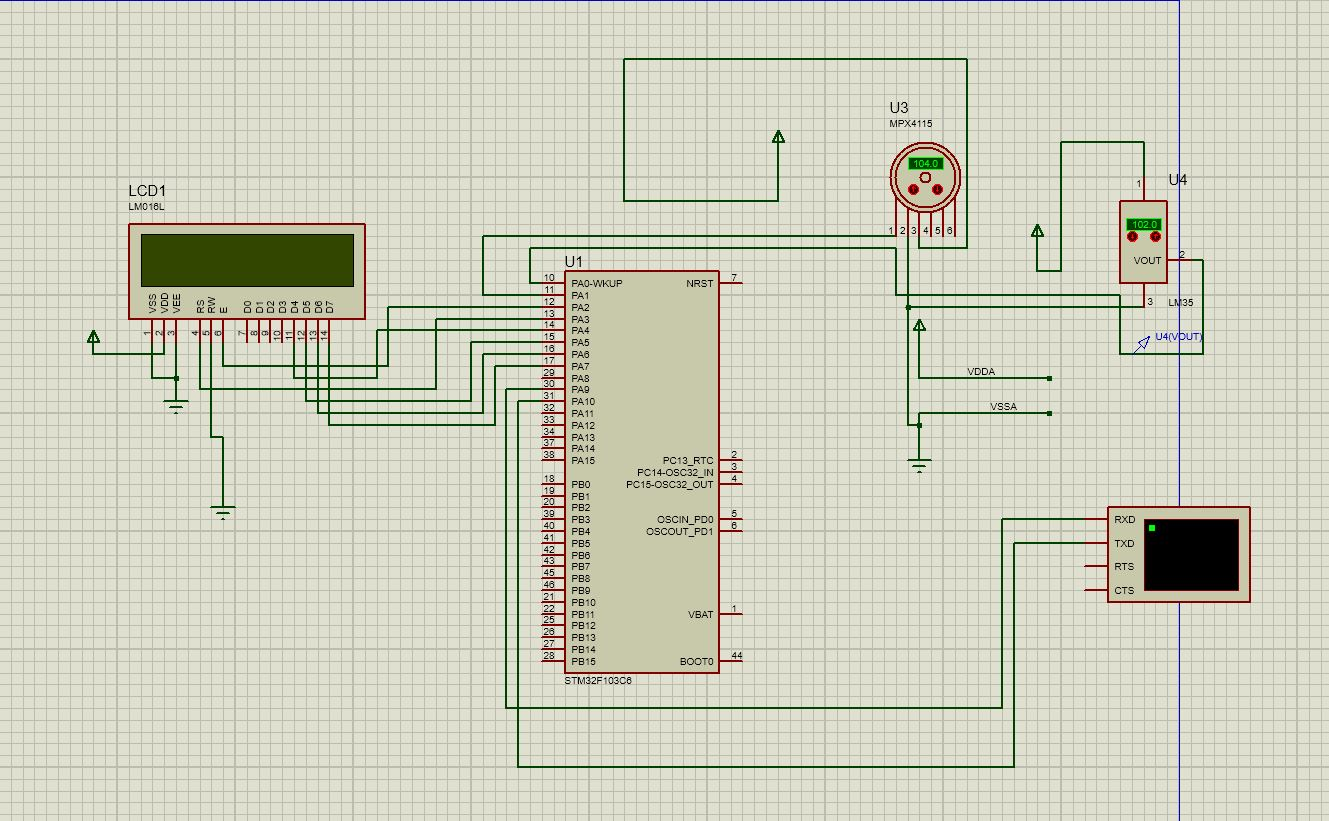 U3
MPX4115
104.0
1 2 3 4 5 6
U4
1
102.0
VOUT
2
3
LM35
U4(VOUT)
LCD1
LM016L
VSS
VDD
VEE
RS
RW
E
D0
D1
D2
D3
D4
D5
D6
D7
1
2
3
4
5
6
7
8
9
10
11
12
13
14
U1
10 PA0-WKUP
11 PA1
12 PA2
13 PA3
14 PA4
15 PA5
16 PA6
17 PA7
29 PA8
30 PA9
31 PA10
32 PA11
33 PA12
34 PA13
37 PA14
38 PA15
18 PB0
19 PB1
20 PB2
39 PB3
40 PB4
41 PB5
42 PB6
43 PB7
45 PB8
46 PB9
21 PB10
22 PB11
25 PB12
26 PB13
27 PB14
28 PB15
NRST 7
PC13_RTC 2
PC14-OSC32_IN 3
PC15-OSC32_OUT 4
OSCIN_PD0 5
OSCOUT_PD1 6
VBAT 1
BOOT0 44
STM32F103C6
VDDA
VSSA
RXD
TXD
RTS
CTS